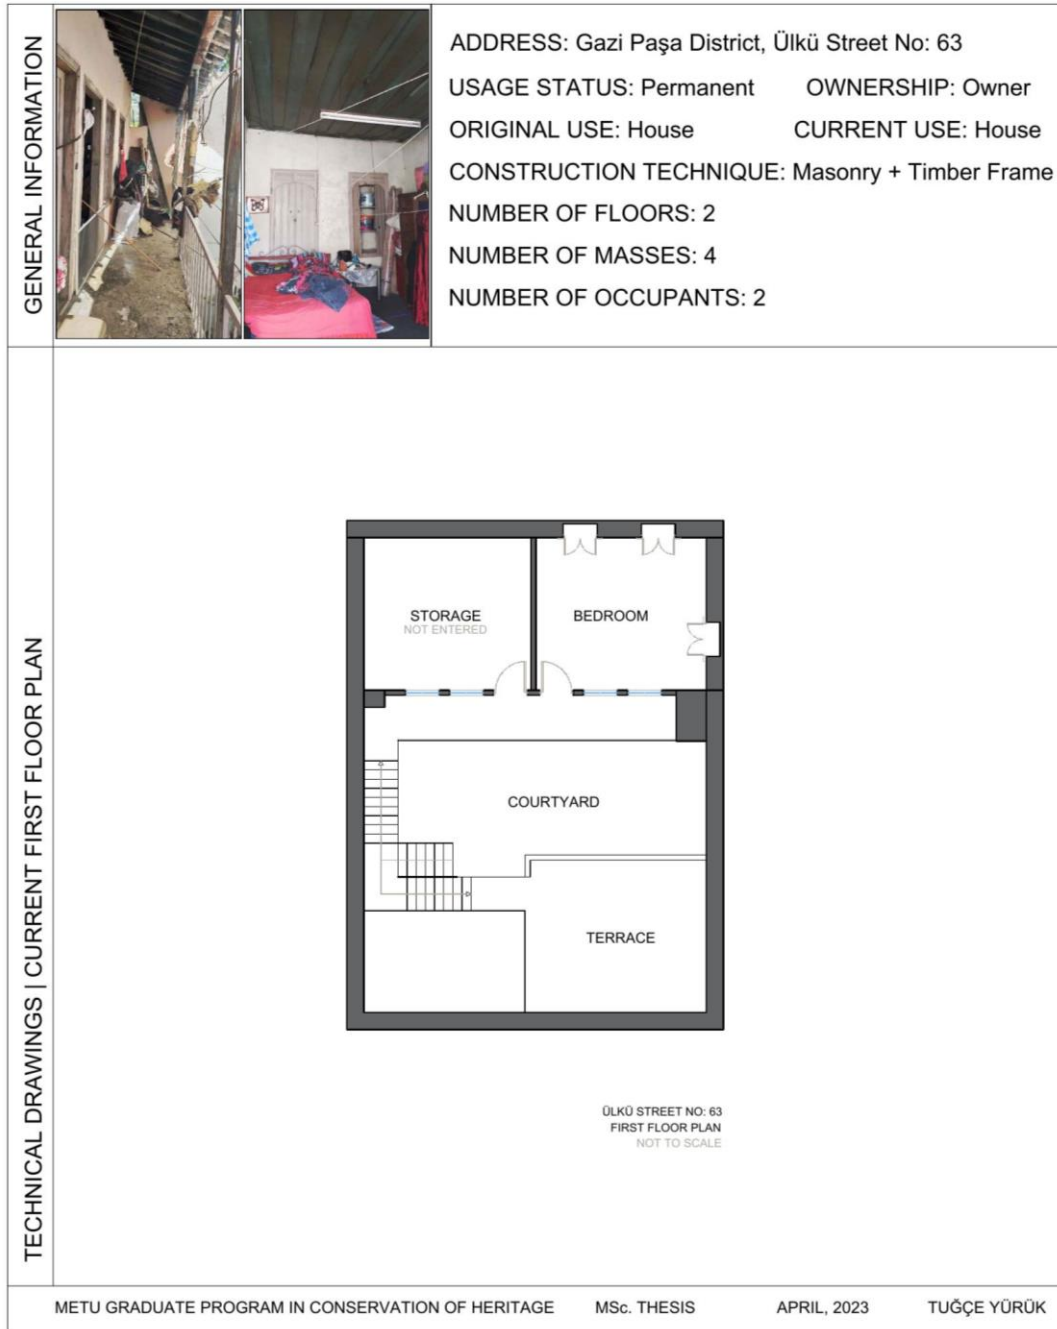 GENERAL INFORMATION
ADDRESS: Gazi Paşa District, Ülkü Street No: 63
USAGE STATUS: Permanent OWNERSHIP: Owner
ORIGINAL USE: House CURRENT USE: House
CONSTRUCTION TECHNIQUE: Masonry + Timber Frame
NUMBER OF FLOORS: 2
NUMBER OF MASSES: 4
NUMBER OF OCCUPANTS: 2
TECHNICAL DRAWINGS | CURRENT FIRST FLOOR PLAN
STORAGE
NOT ENTERED
BEDROOM
COURTYARD
TERRACE
ÜLKÜ STREET NO: 63
FIRST FLOOR PLAN
NOT TO SCALE
METU GRADUATE PROGRAM IN CONSERVATION OF HERITAGE MSc. THESIS APRIL, 2023 TUĞÇE YÜRÜK